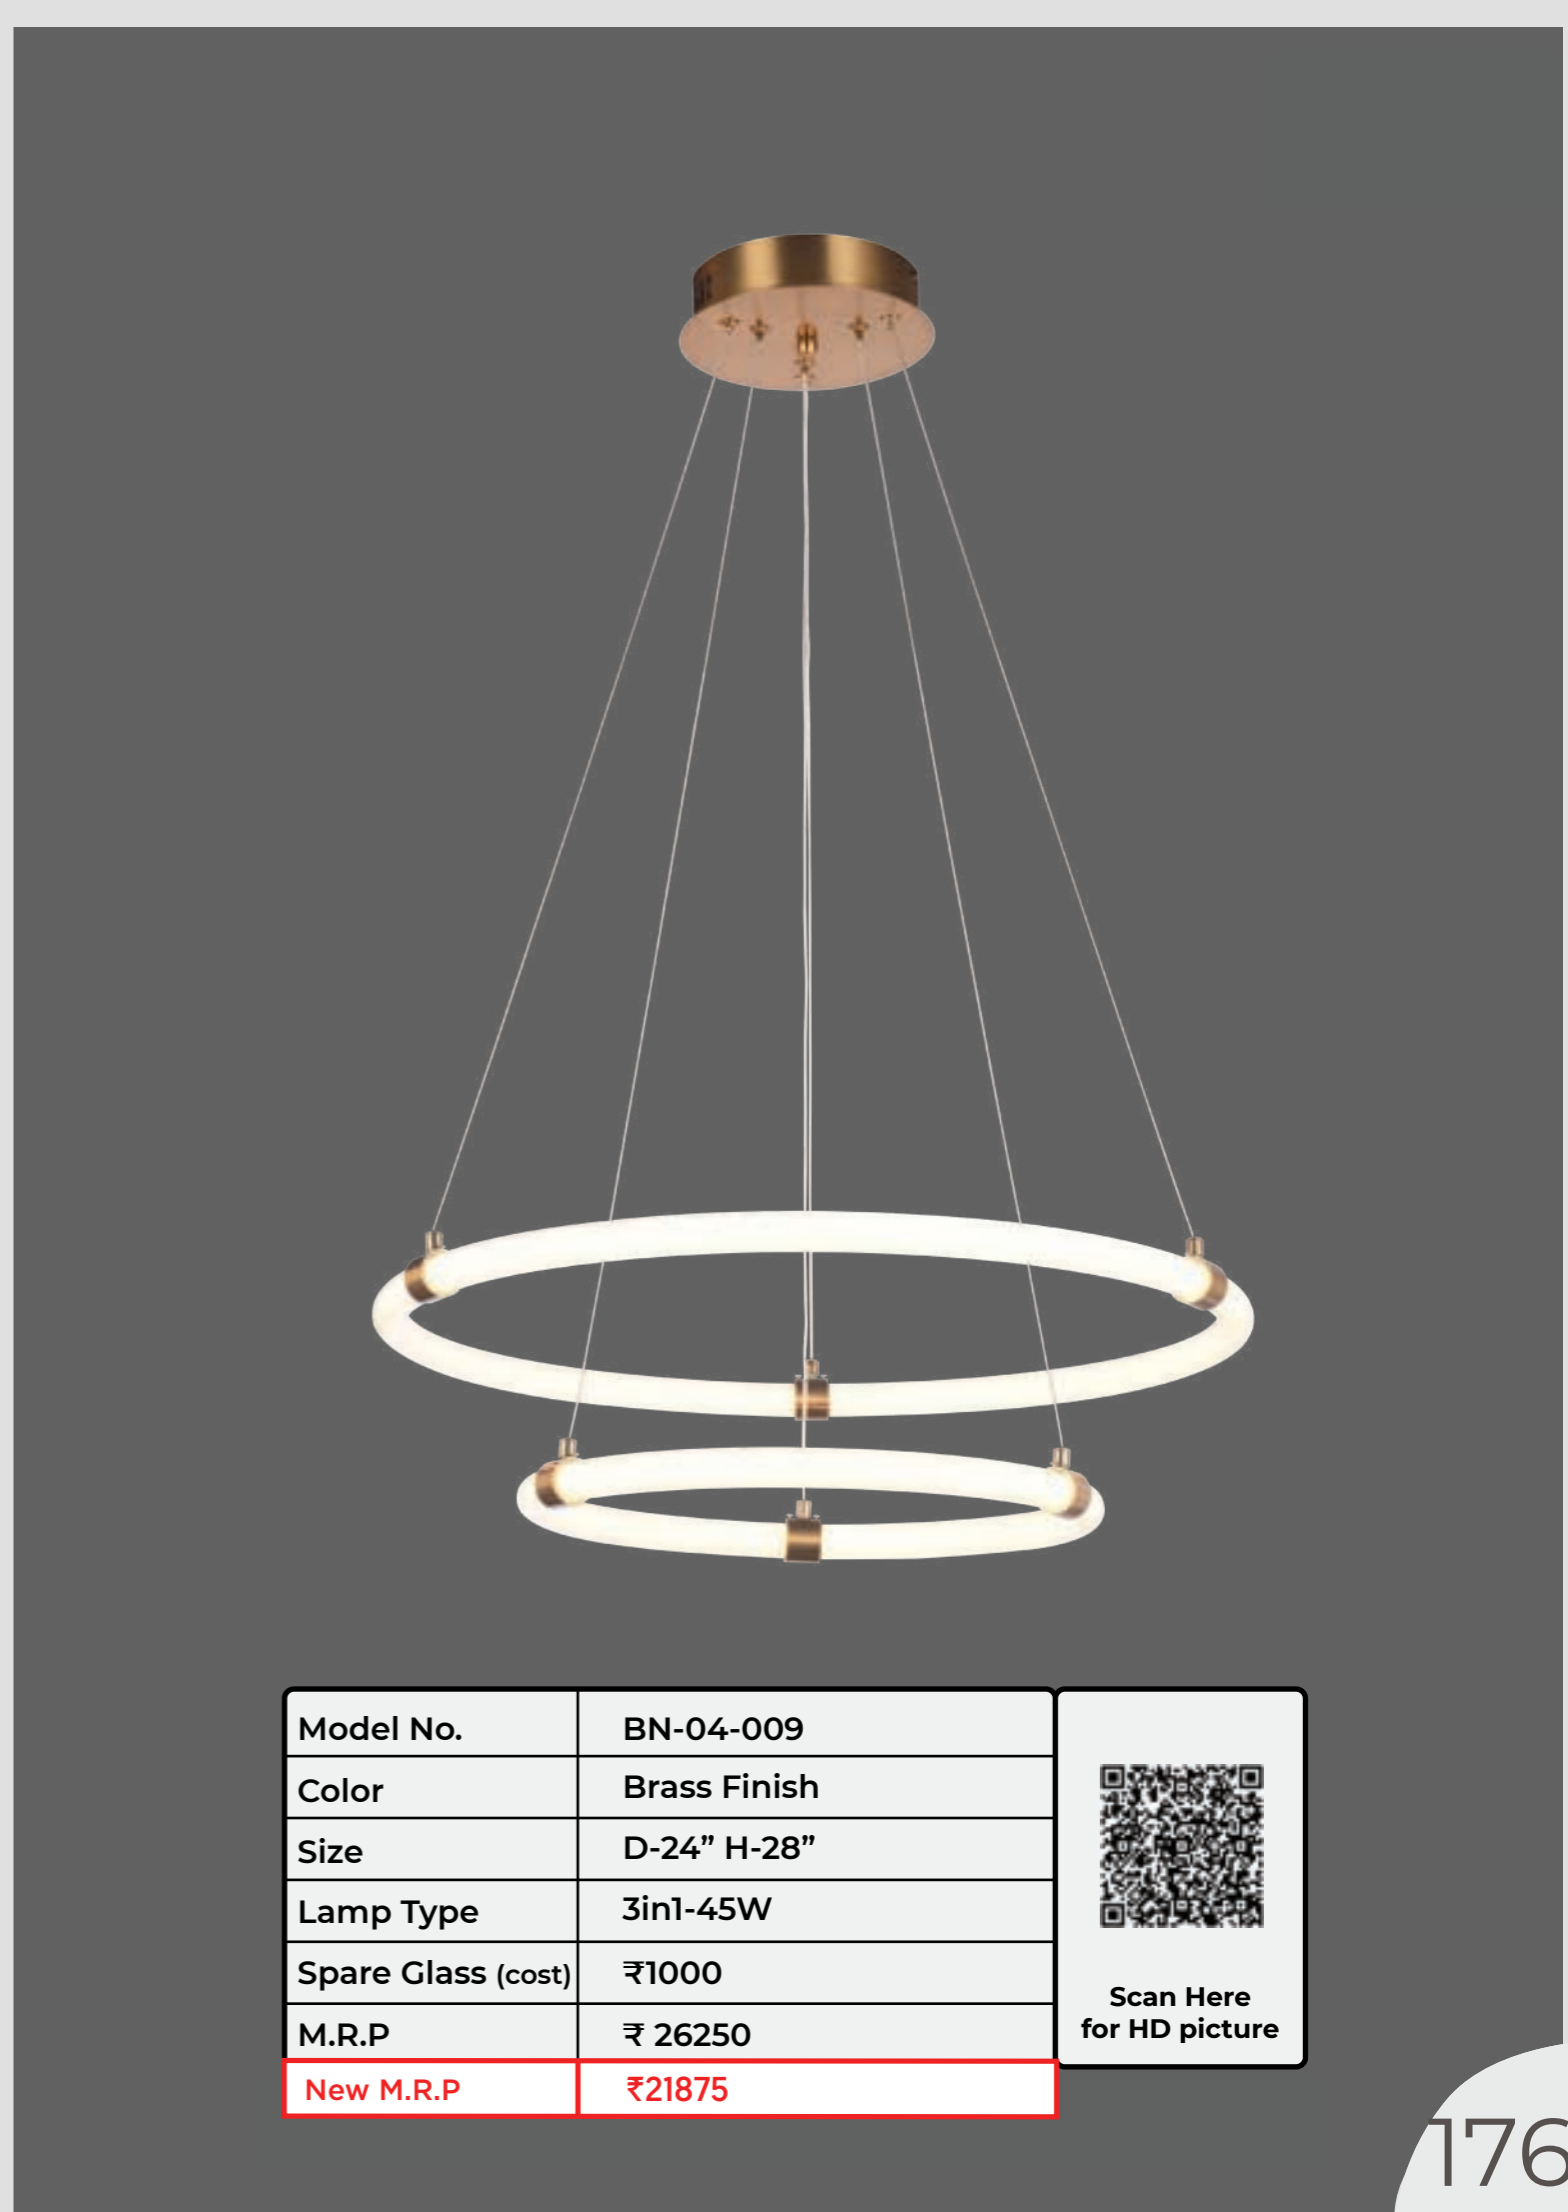 Model No. BN-04-009
Color Brass Finish
Size D-24” H-28”
Lamp Type 3in1-45W
Spare Glass (cost) ₹1000
M.R.P ₹ 26250
New M.R.P ₹21875
Scan Here
for HD picture
176